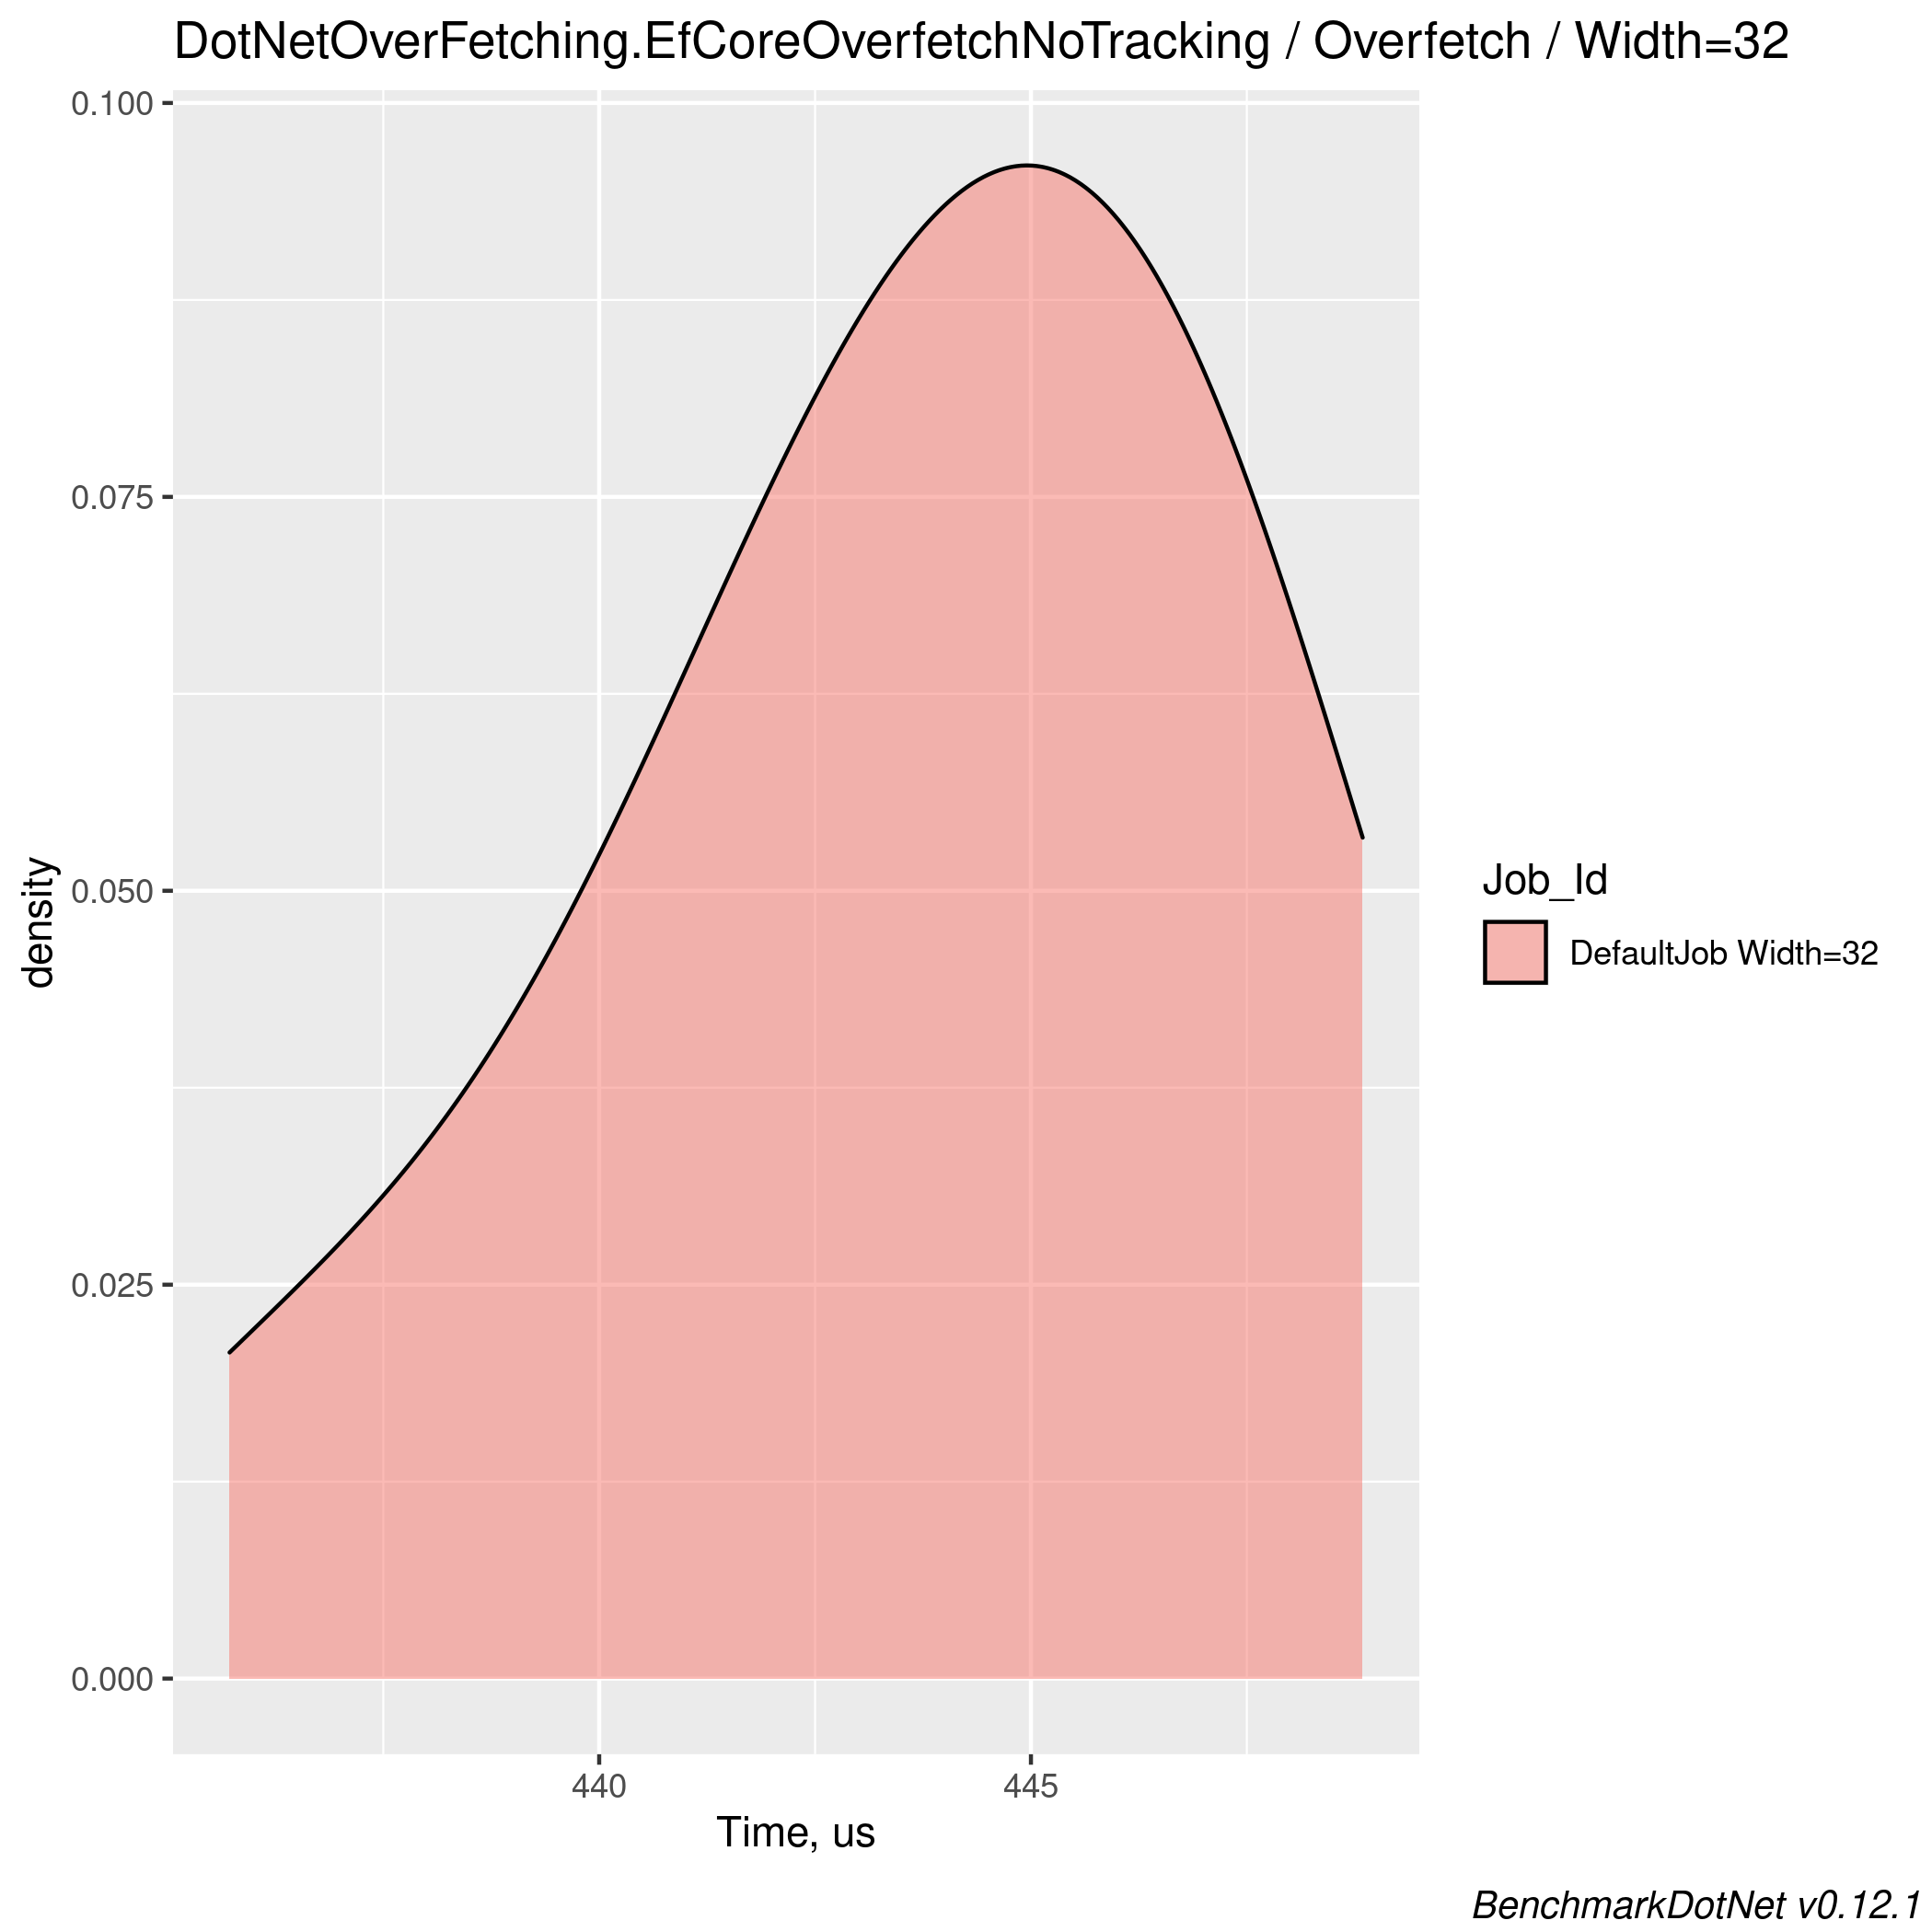 DotNetOverFetching.EfCoreOverfetchNoTracking / Overfetch / Width=32
0.100
0.075
0.050
0.025
0.000
density
440
445
Time, us
Job_Id
DefaultJob Width=32
BenchmarkDotNet v0.12.1